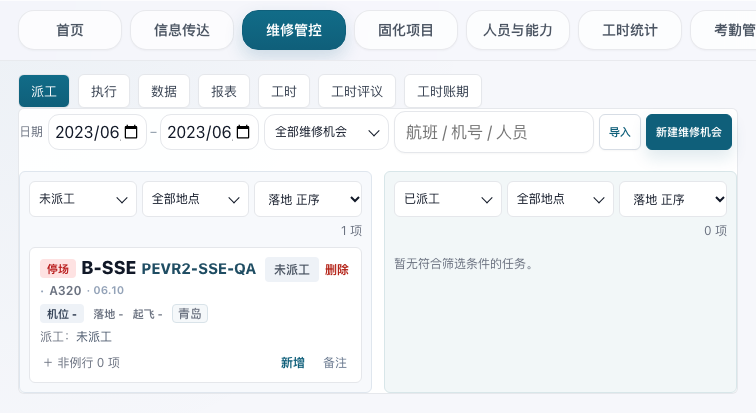 首页 信息传达 维修管控 固化项目 人员与能力 工时统计 考勤管
派工 执行 数据 报表 工时 工时评议 工时账期
日期 2023/06 – 2023/06 全部维修机会 航班 / 机号 / 人员 导入 新建维修机会
未派工 全部地点 落地 正序
1 项
停场 B-SSE PEVR2-SSE-QA 未派工 删除
· A320 · 06.10
机位 - 落地 - 起飞 - 青岛
派工: 未派工
＋ 非例行 0 项 新增 备注
已派工 全部地点 落地 正序
0 项
暂无符合筛选条件的任务。